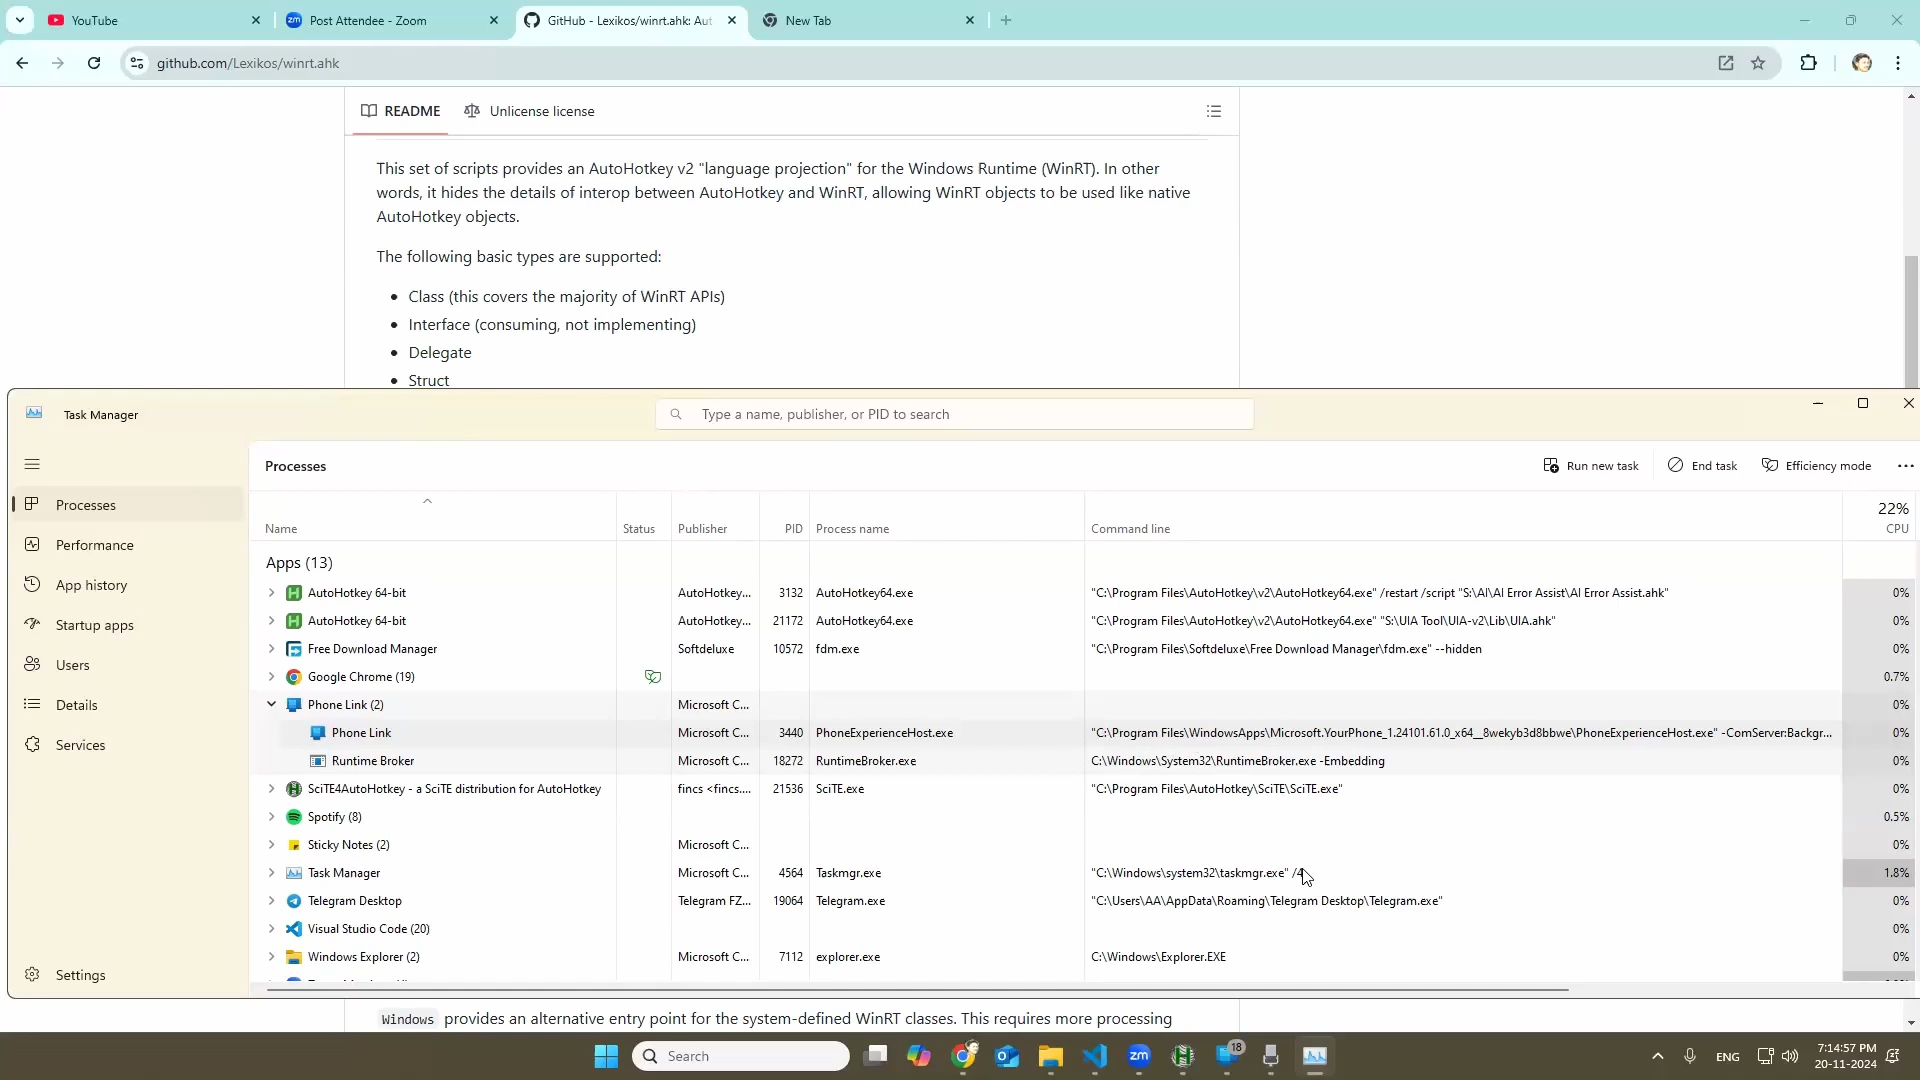 YouTube
Post Attendee - Zoom
GitHub - Lexikos/winrt.ahk: Aut
New Tab
github.com/Lexikos/winrt.ahk
README
Unlicense license
This set of scripts provides an AutoHotkey v2 "language projection" for the Windows Runtime (WinRT). In other
words, it hides the details of interop between AutoHotkey and WinRT, allowing WinRT objects to be used like native
AutoHotkey objects.
The following basic types are supported:
Class (this covers the majority of WinRT APIs)
Interface (consuming, not implementing)
Delegate
Struct
Task Manager
Type a name, publisher, or PID to search
Processes
Run new task
End task
Efficiency mode
Processes
Performance
App history
Startup apps
Users
Details
Services
Settings
22%
Name Status Publisher PID Process name Command line CPU
Apps (13)
AutoHotkey 64-bit AutoHotkey... 3132 AutoHotkey64.exe "C:\Program Files\AutoHotkey\v2\AutoHotkey64.exe" /restart /script "S:\AI\AI Error Assist\AI Error Assist.ahk" 0%
AutoHotkey 64-bit AutoHotkey... 21172 AutoHotkey64.exe "C:\Program Files\AutoHotkey\v2\AutoHotkey64.exe" "S:\UIA Tool\UIA-v2\Lib\UIA.ahk" 0%
Free Download Manager Softdeluxe 10572 fdm.exe "C:\Program Files\Softdeluxe\Free Download Manager\fdm.exe" --hidden 0%
Google Chrome (19) 0.7%
Phone Link (2) Microsoft C... 0%
Phone Link Microsoft C... 3440 PhoneExperienceHost.exe "C:\Program Files\WindowsApps\Microsoft.YourPhone_1.24101.61.0_x64__8wekyb3d8bbwe\PhoneExperienceHost.exe" -ComServer:Backgr... 0%
Runtime Broker Microsoft C... 18272 RuntimeBroker.exe C:\Windows\System32\RuntimeBroker.exe -Embedding 0%
SciTE4AutoHotkey - a SciTE distribution for AutoHotkey fincs <fincs.... 21536 SciTE.exe "C:\Program Files\AutoHotkey\SciTE\SciTE.exe" 0%
Spotify (8) 0.5%
Sticky Notes (2) Microsoft C... 0%
Task Manager Microsoft C... 4564 Taskmgr.exe "C:\Windows\system32\taskmgr.exe" /4 1.8%
Telegram Desktop Telegram FZ... 19064 Telegram.exe "C:\Users\AA\AppData\Roaming\Telegram Desktop\Telegram.exe" 0%
Visual Studio Code (20) 0%
Windows Explorer (2) Microsoft C... 7112 explorer.exe C:\Windows\Explorer.EXE 0%
Windows provides an alternative entry point for the system-defined WinRT classes. This requires more processing
Search
zm
18
ENG
7:14:57 PM
20-11-2024